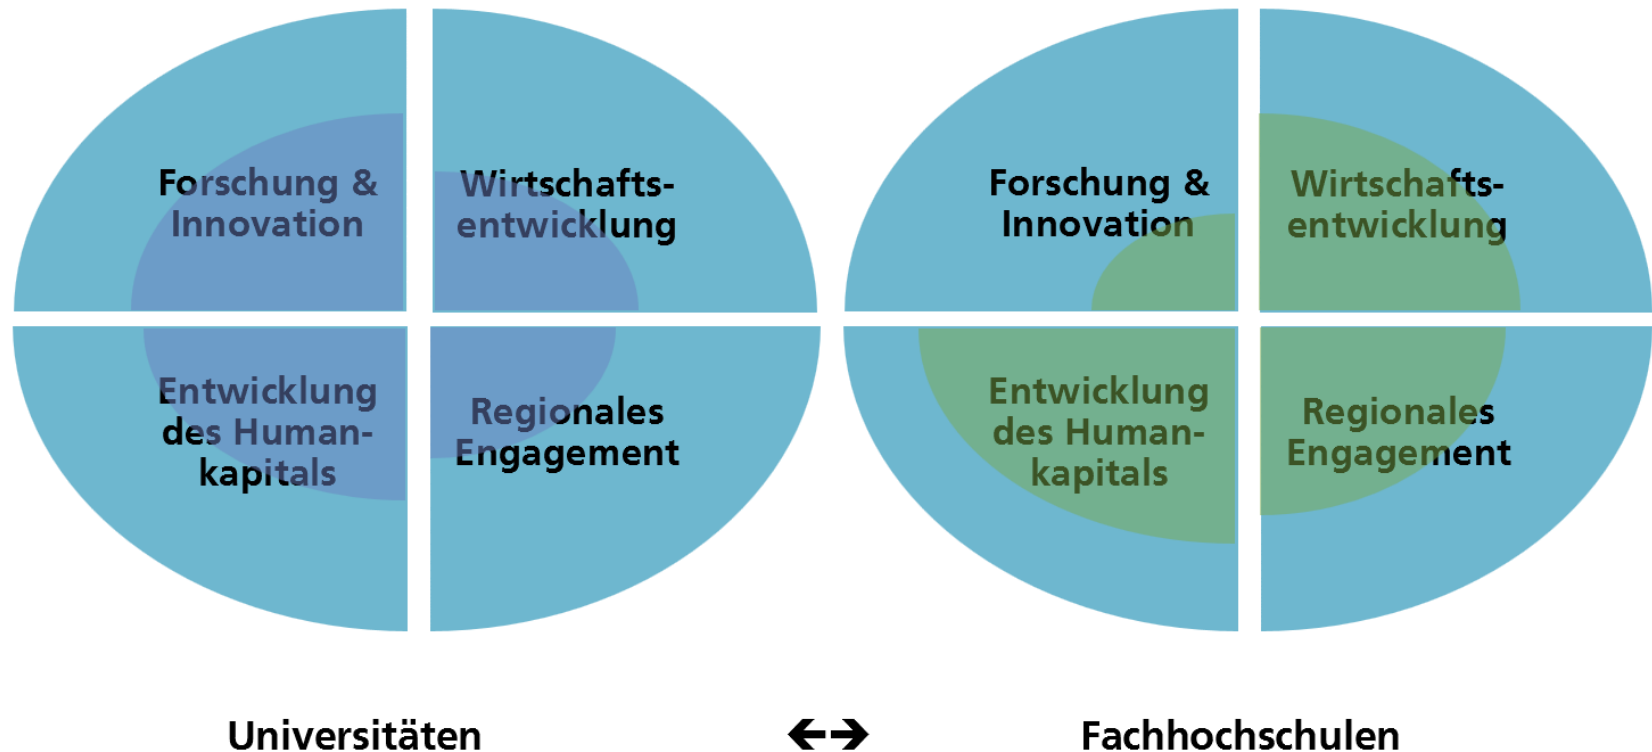 Forschung &
Innovation
Wirtschafts-
entwicklung
Entwicklung
des Human-
kapitals
Regionales
Engagement
Forschung &
Innovation
Wirtschafts-
entwicklung
Entwicklung
des Human-
kapitals
Regionales
Engagement
Universitäten ←→ Fachhochschulen